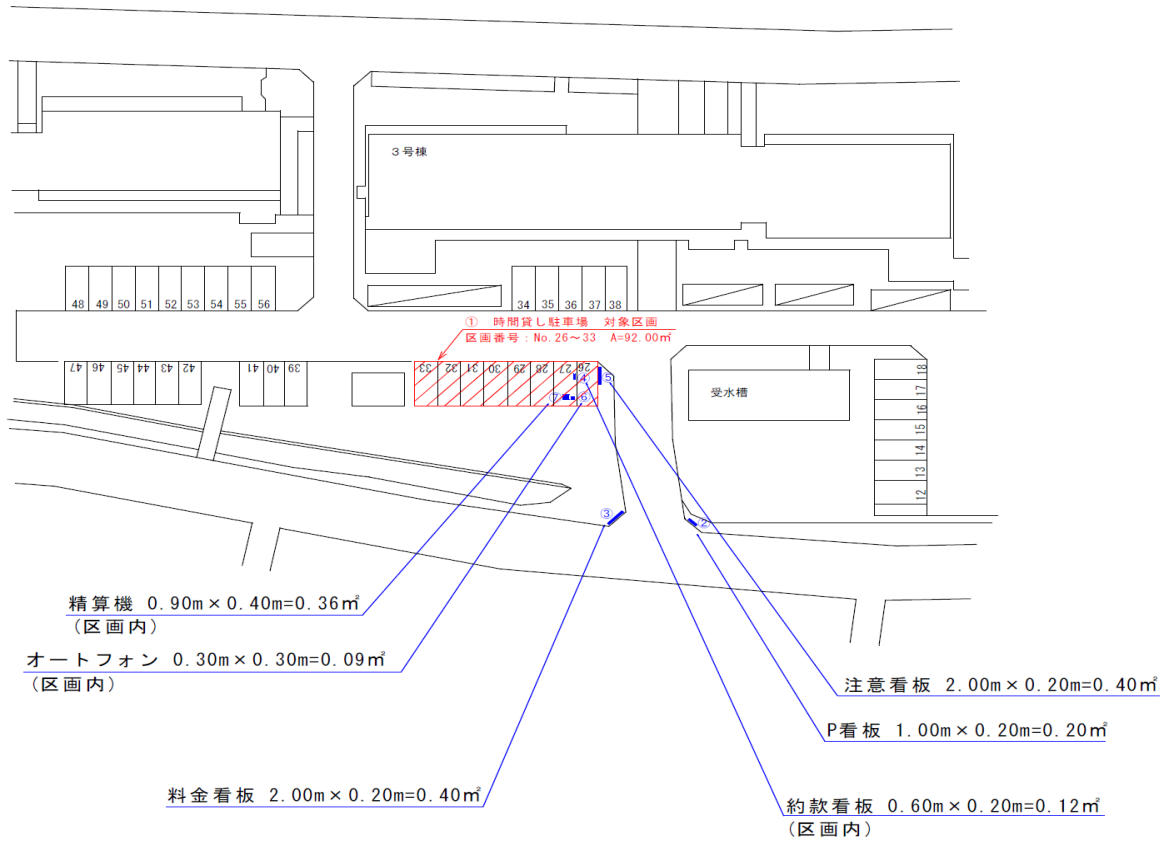 3号棟
48 49 50 51 52 53 54 55 56
34 35 36 37 38
① 時間貸し駐車場 対象区画
区画番号：No.26～33 A=92.00㎡
47 46 45 44 43 42 41 40 39
33 32 31 30 29 28 27 26
④ ⑤
⑦ ⑥
受水槽
18
17
16
15
14
13
12
③ ②
精算機 0.90m×0.40m=0.36㎡
(区画内)
オートフォン 0.30m×0.30m=0.09㎡
(区画内)
注意看板 2.00m×0.20m=0.40㎡
P看板 1.00m×0.20m=0.20㎡
料金看板 2.00m×0.20m=0.40㎡
約款看板 0.60m×0.20m=0.12㎡
(区画内)